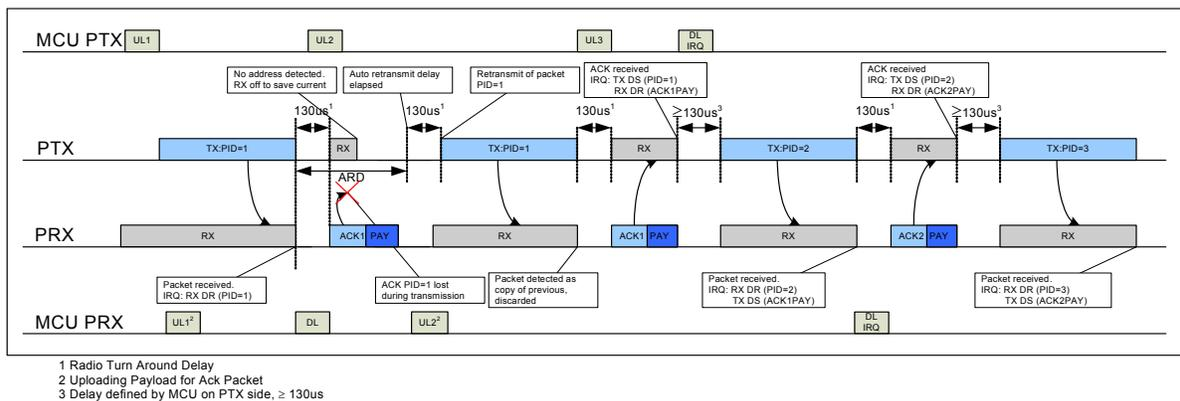 MCU PTX
UL1
UL2
UL3
DL
IRQ
No address detected.
RX off to save current
Auto retransmit delay
elapsed
Retransmit of packet
PID=1
ACK received
IRQ: TX DS (PID=1)
RX DR (ACK1PAY)
ACK received
IRQ: TX DS (PID=2)
RX DR (ACK2PAY)
130us1
130us1
130us1
≥130us3
130us1
≥130us3
PTX
TX:PID=1
RX
TX:PID=1
RX
TX:PID=2
RX
TX:PID=3
ARD
PRX
RX
ACK1
PAY
RX
ACK1
PAY
RX
ACK2
PAY
RX
Packet received.
IRQ: RX DR (PID=1)
ACK PID=1 lost
during transmission
Packet detected as
copy of previous,
discarded
Packet received.
IRQ: RX DR (PID=2)
TX DS (ACK1PAY)
Packet received.
IRQ: RX DR (PID=3)
TX DS (ACK2PAY)
MCU PRX
UL12
DL
UL22
DL
IRQ
1 Radio Turn Around Delay
2 Uploading Payload for Ack Packet
3 Delay defined by MCU on PTX side, ≥ 130us